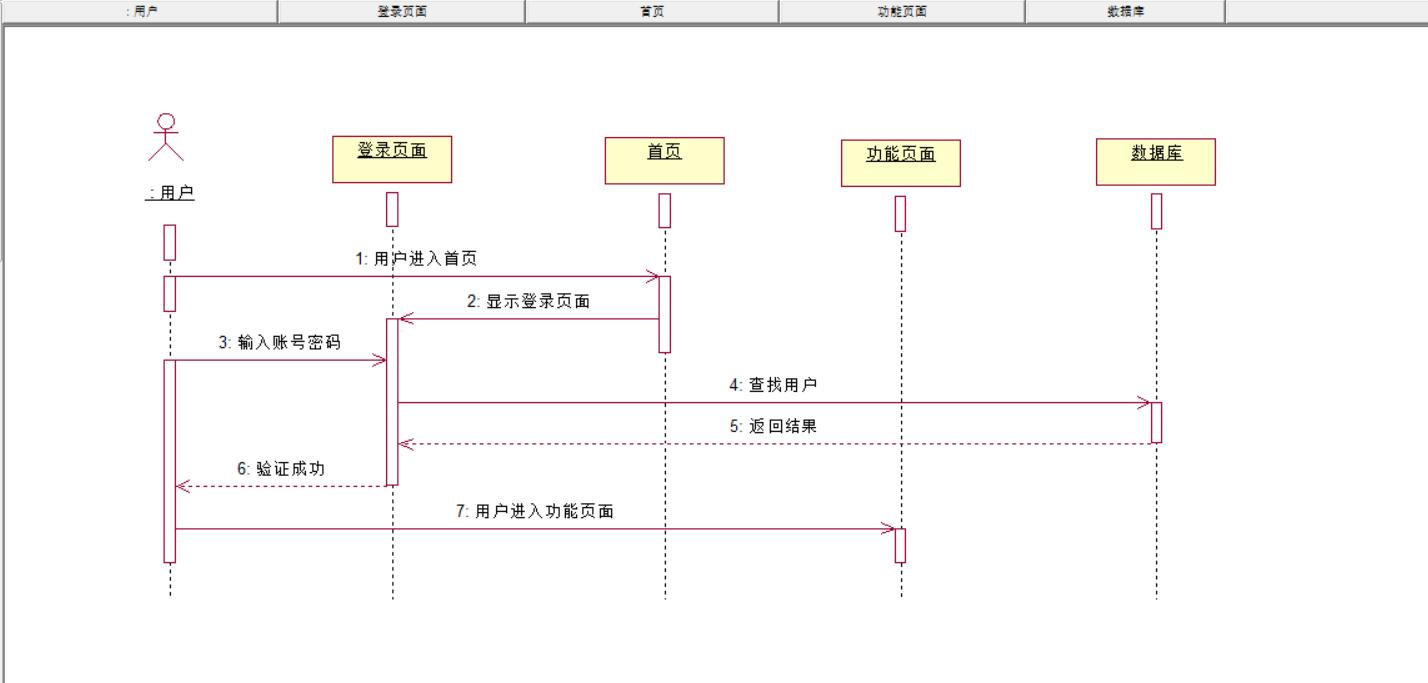 : 用户
登录页面
首页
功能页面
数据库
: 用户
登录页面
首页
功能页面
数据库
1: 用户进入首页
2: 显示登录页面
3: 输入账号密码
4: 查找用户
5: 返回结果
6: 验证成功
7: 用户进入功能页面